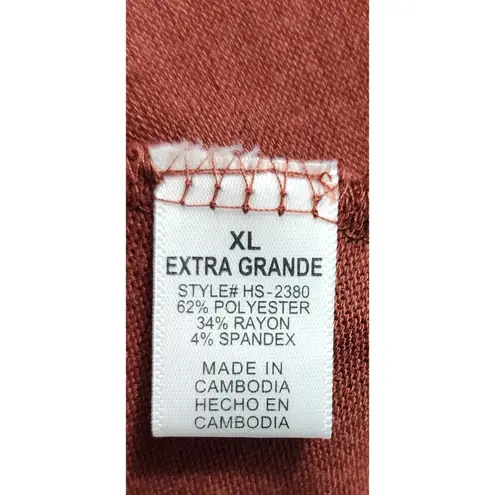 XL
EXTRA GRANDE
STYLE# HS-2380
62% POLYESTER
34% RAYON
4% SPANDEX
MADE IN
CAMBODIA
HECHO EN
CAMBODIA